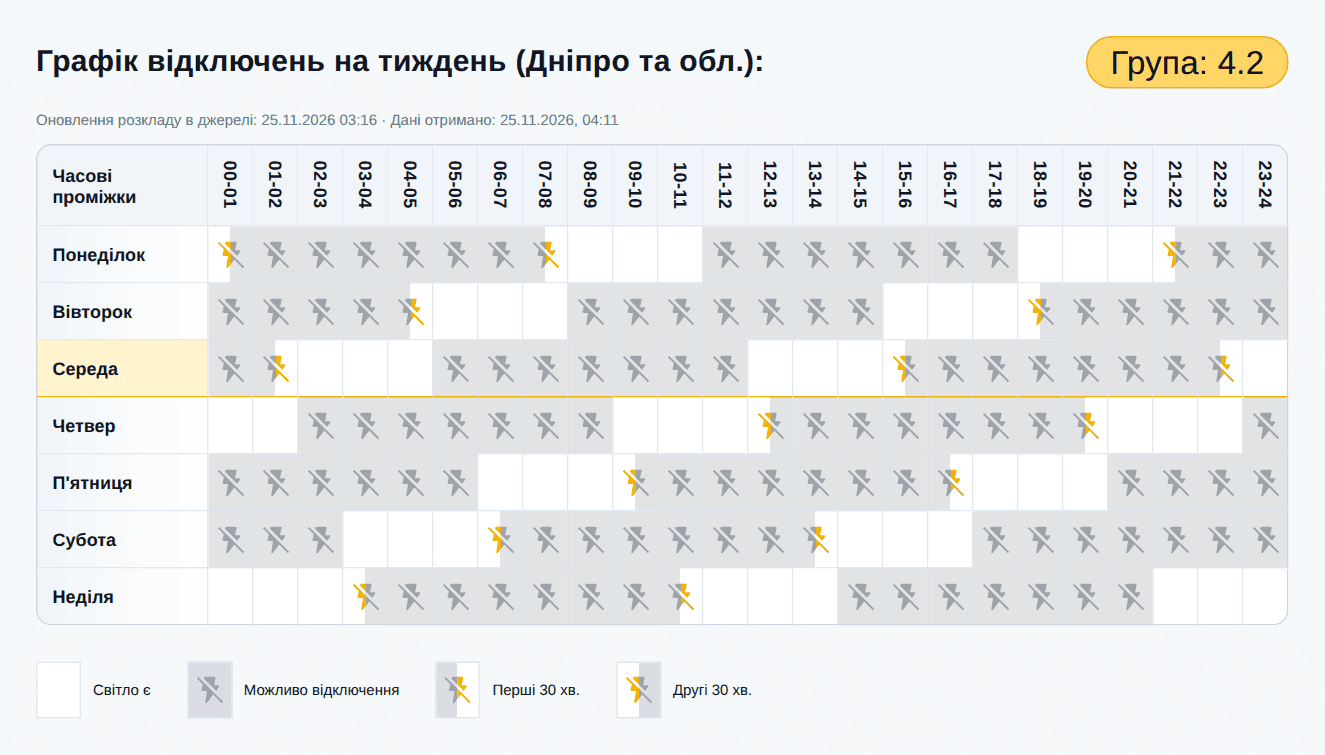 Графік відключень на тиждень (Дніпро та обл.):
Група: 4.2
Оновлення розкладу в джерелі: 25.11.2026 03:16 · Дані отримано: 25.11.2026, 04:11
Часові
проміжки
00-01
01-02
02-03
03-04
04-05
05-06
06-07
07-08
08-09
09-10
10-11
11-12
12-13
13-14
14-15
15-16
16-17
17-18
18-19
19-20
20-21
21-22
22-23
23-24
Понеділок
Вівторок
Середа
Четвер
П'ятниця
Субота
Неділя
Світло є
Можливо відключення
Перші 30 хв.
Другі 30 хв.